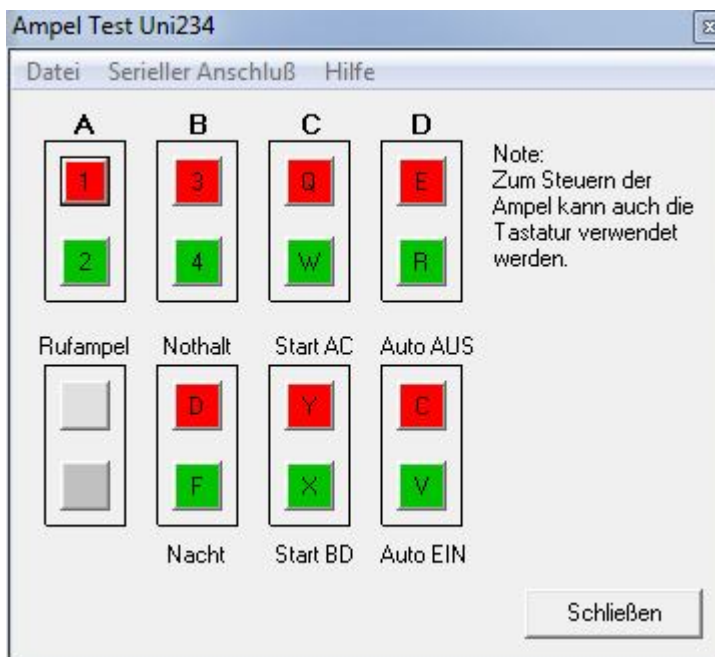 Ampel Test Uni234
Datei Serieller Anschluß Hilfe
A B C D
1 3 Q E
2 4 W R
Note:
Zum Steuern der
Ampel kann auch die
Tastatur verwendet
werden.
Rufampel Nothalt Start AC Auto AUS
D Y C
F X V
Nacht Start BD Auto EIN
Schließen